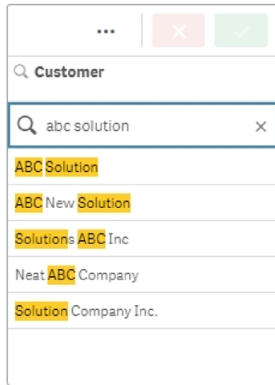 Customer
abc solution
ABC Solution
ABC New Solution
Solutions ABC Inc
Neat ABC Company
Solution Company Inc.